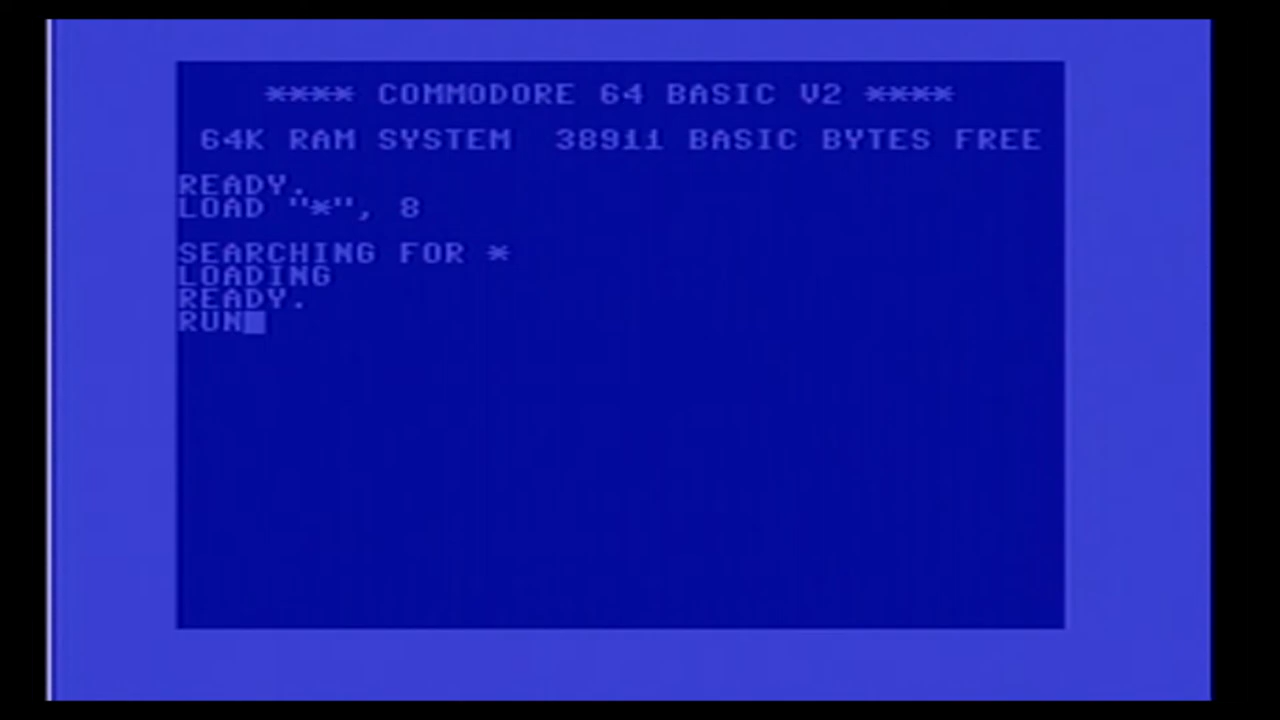 **** COMMODORE 64 BASIC V2 ****
64K RAM SYSTEM  38911 BASIC BYTES FREE
READY.
LOAD "*", 8
SEARCHING FOR *
LOADING
READY.
RUN